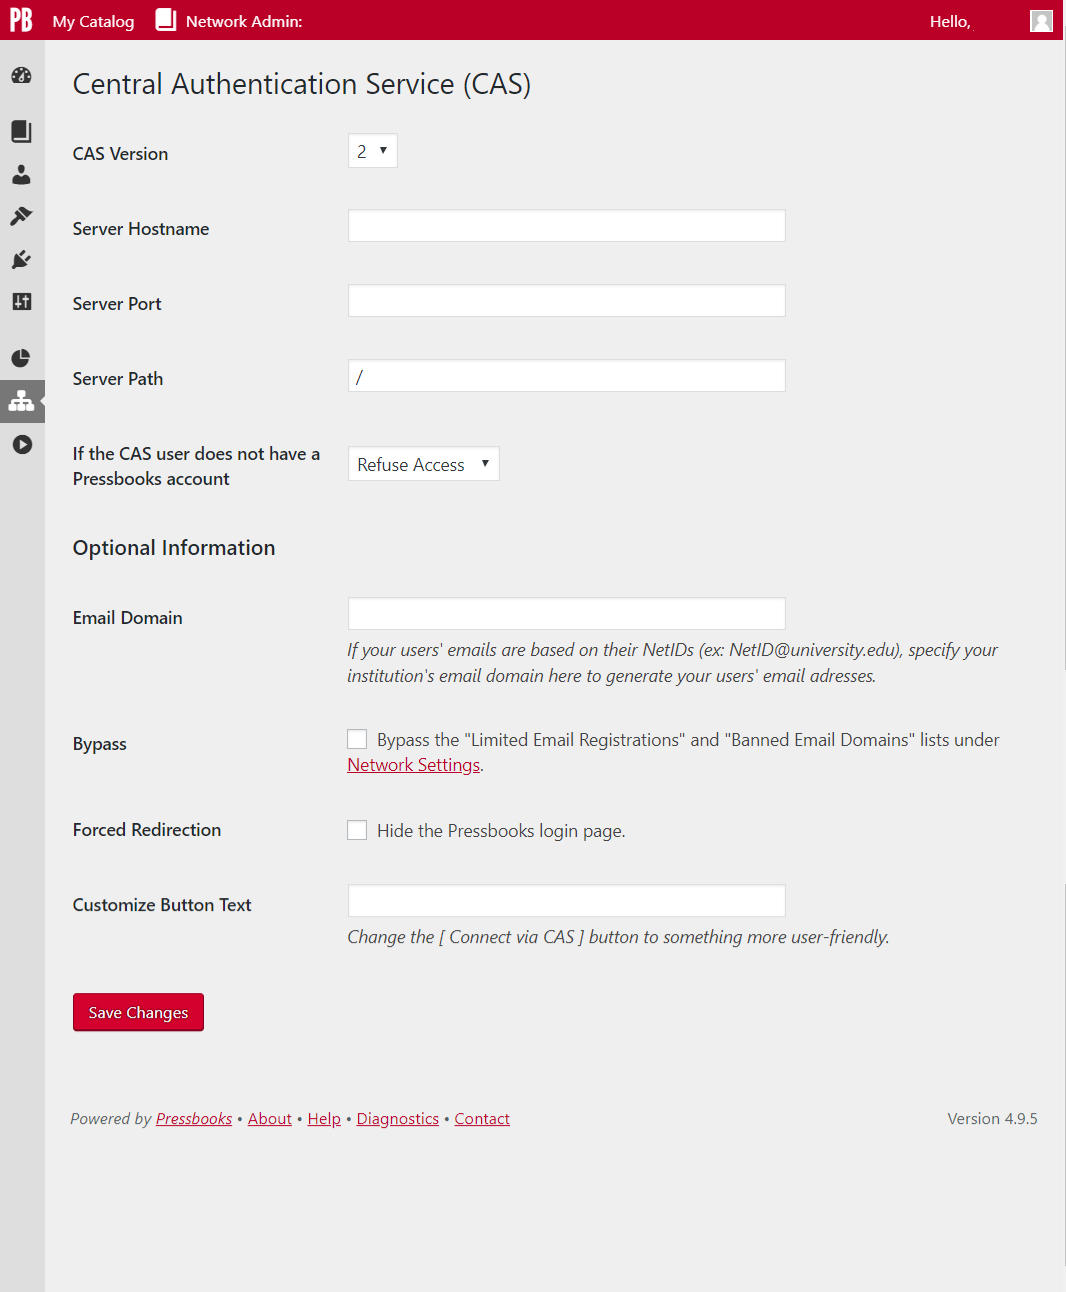 PB My Catalog Network Admin: Hello,
Central Authentication Service (CAS)
CAS Version 2
Server Hostname
Server Port
Server Path /
If the CAS user does not have a
Pressbooks account
Refuse Access
Optional Information
Email Domain
If your users' emails are based on their NetIDs (ex: NetID@university.edu), specify your
institution's email domain here to generate your users' email adresses.
Bypass
Bypass the "Limited Email Registrations" and "Banned Email Domains" lists under
Network Settings.
Forced Redirection Hide the Pressbooks login page.
Customize Button Text
Change the [ Connect via CAS ] button to something more user-friendly.
Save Changes
Powered by Pressbooks • About • Help • Diagnostics • Contact Version 4.9.5